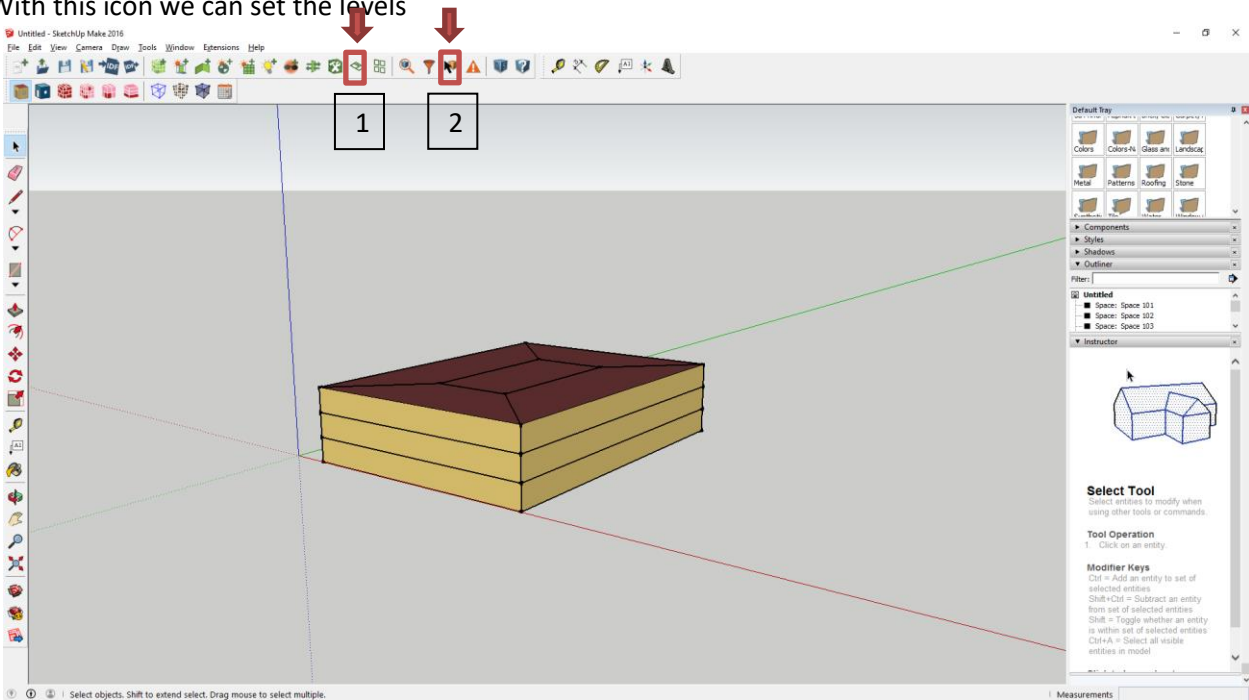 With this icon we can set the levels
Untitled - SketchUp Make 2016
File Edit View Camera Draw Tools Window Extensions Help
1
2
Default Tray
Colors Colors-N Glass and Landscap
Metal Patterns Roofing Stone
Components
Styles
Shadows
Outliner
Filter:
Untitled
Space: Space 101
Space: Space 102
Space: Space 103
Instructor
Select Tool
Select entities to modify when
using other tools or commands.
Tool Operation
1. Click on an entity.
Modifier Keys
Ctrl = Add an entity to set of
selected entities
Shift+Ctrl = Subtract an entity
from set of selected entities
Shift = Toggle whether an entity
is within set of selected entities
Ctrl+A = Select all visible
entities in model
Select objects. Shift to extend select. Drag mouse to select multiple.
Measurements